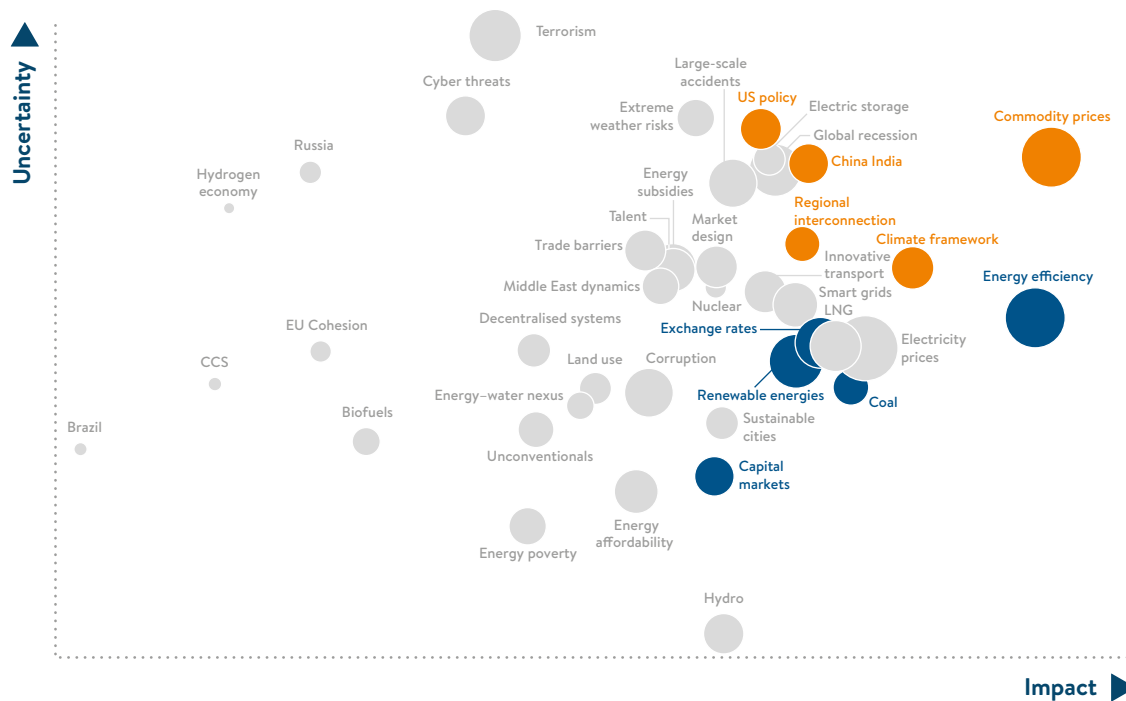 Uncertainty
Terrorism
Cyber threats
Large-scale
accidents
Extreme
weather risks
US policy
Electric storage
Commodity prices
Global recession
Russia
China India
Hydrogen
economy
Energy
subsidies
Regional
interconnection
Talent
Market
design
Trade barriers
Climate framework
Innovative
transport
Energy efficiency
Middle East dynamics
Smart grids
Nuclear
LNG
Decentralised systems
EU Cohesion
Exchange rates
Electricity
prices
CCS
Land use
Corruption
Energy–water nexus
Renewable energies
Coal
Biofuels
Sustainable
cities
Brazil
Unconventionals
Capital
markets
Energy
affordability
Energy poverty
Hydro
Impact